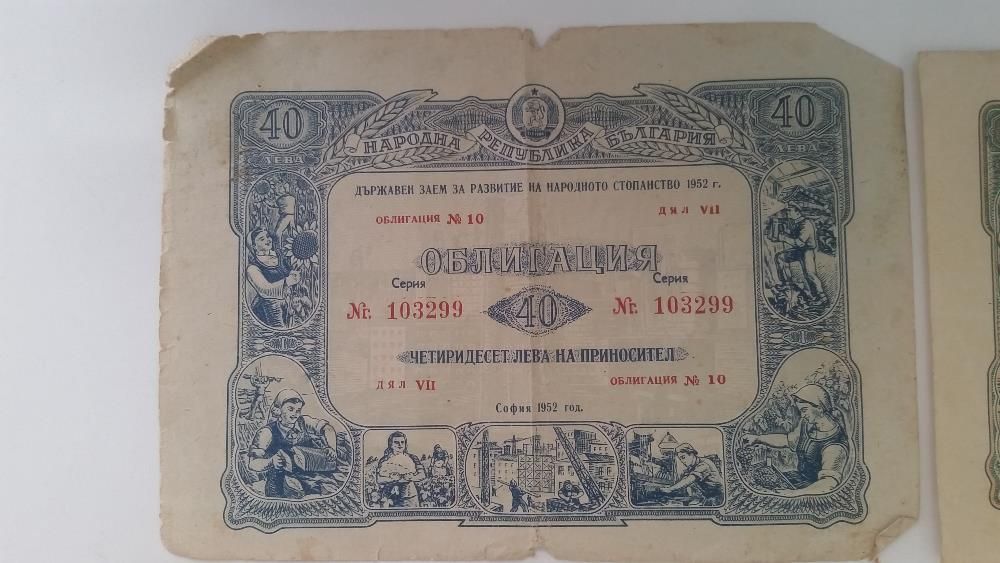 40 40
ЛЕВА ЛЕВА
НАРОДНА РЕПУБЛИКА БЪЛГАРИЯ
ДЪРЖАВЕН ЗАЕМ ЗА РАЗВИТИЕ НА НАРОДНОТО СТОПАНСТВО 1952 г.
ОБЛИГАЦИЯ № 10 ДЯЛ VII
ОБЛИГАЦИЯ
Серия Серия
Nr. 103299 40 Nr. 103299
ЧЕТИРИДЕСЕТ ЛЕВА НА ПРИНОСИТЕЛ
ДЯЛ VII ОБЛИГАЦИЯ № 10
София 1952 год.